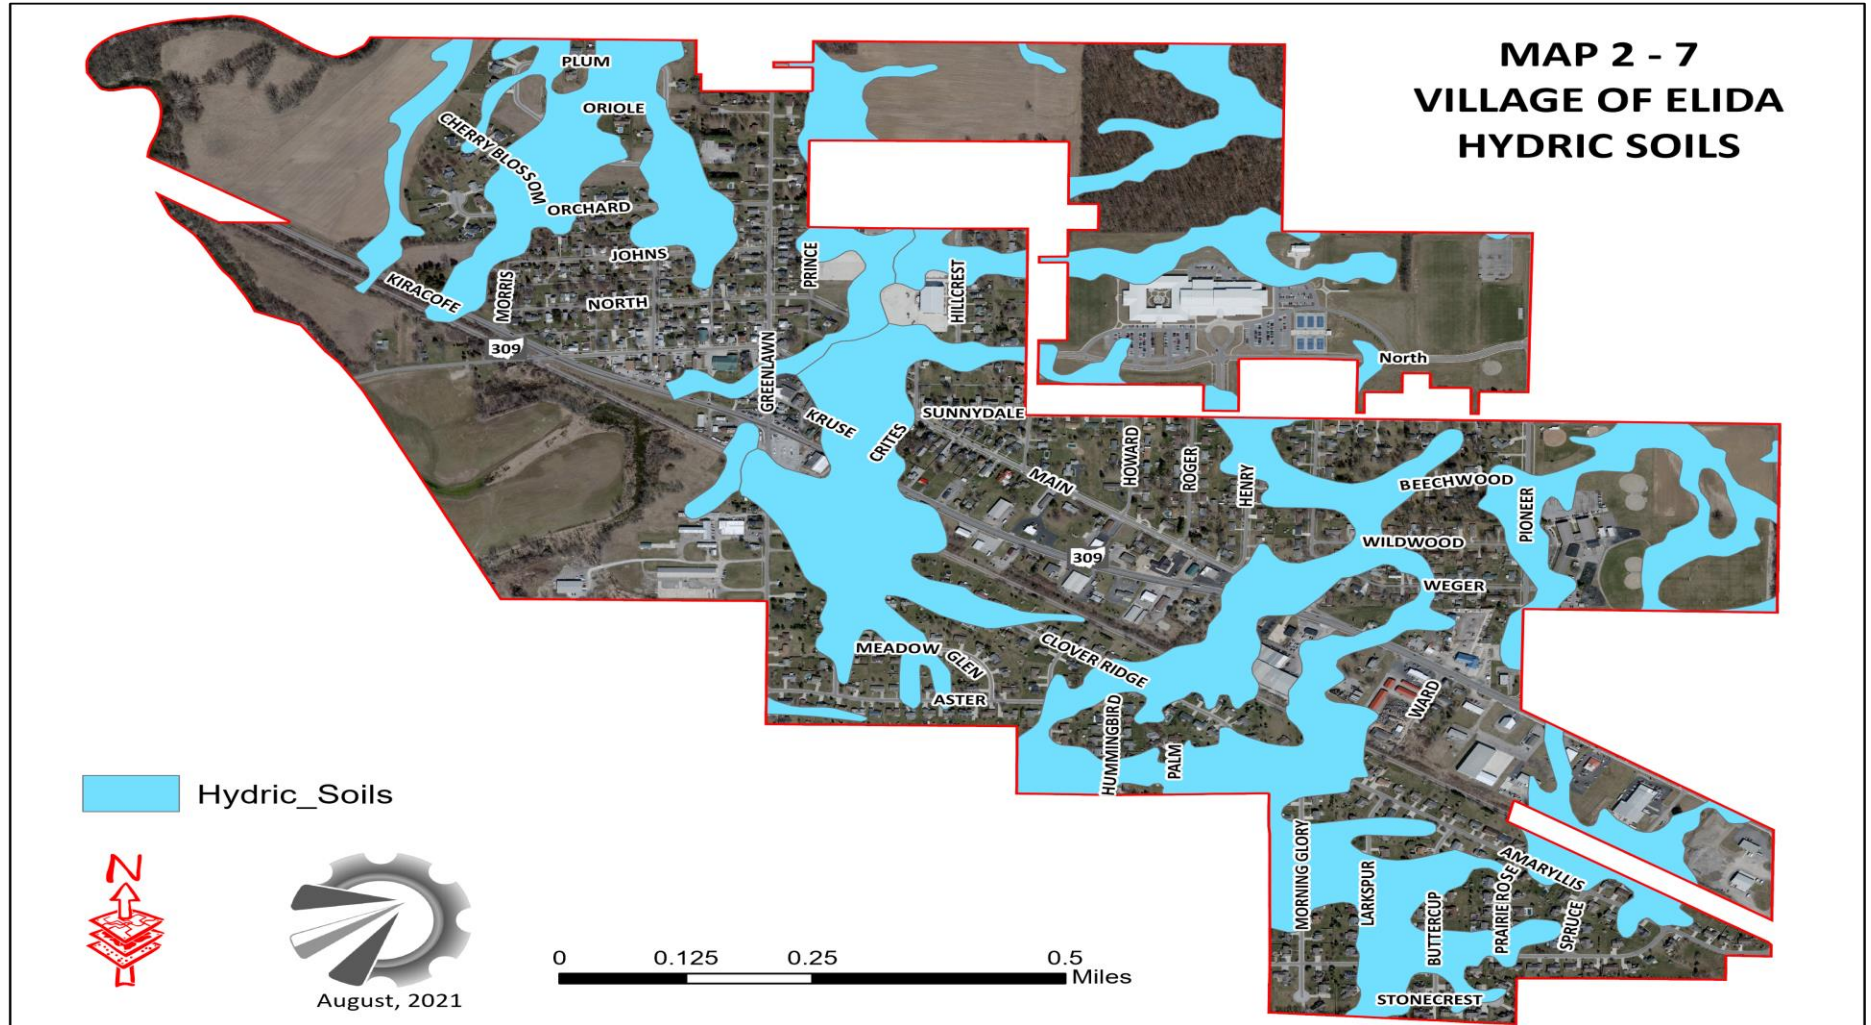 MAP 2 - 7
VILLAGE OF ELIDA
HYDRIC SOILS
PLUM
ORIOLE
CHERRY BLOSSOM
ORCHARD
JOHNS
PRINCE
HILLCREST
KIRACOFE
MORRIS
NORTH
309
GREENLAWN
North
KRUSE
CRITES
SUNNYDALE
MAIN
HOWARD
ROGER
HENRY
BEECHWOOD
PIONEER
WILDWOOD
309
WEGER
MEADOW GLEN
CLOVER RIDGE
ASTER
HUMMINGBIRD
PALM
WARD
Hydric_Soils
MORNING GLORY
LARKSPUR
BUTTERCUP
PRAIRIE ROSE
AMARYLLIS
SPRUCE
STONECREST
N
August, 2021
0 0.125 0.25 0.5
Miles